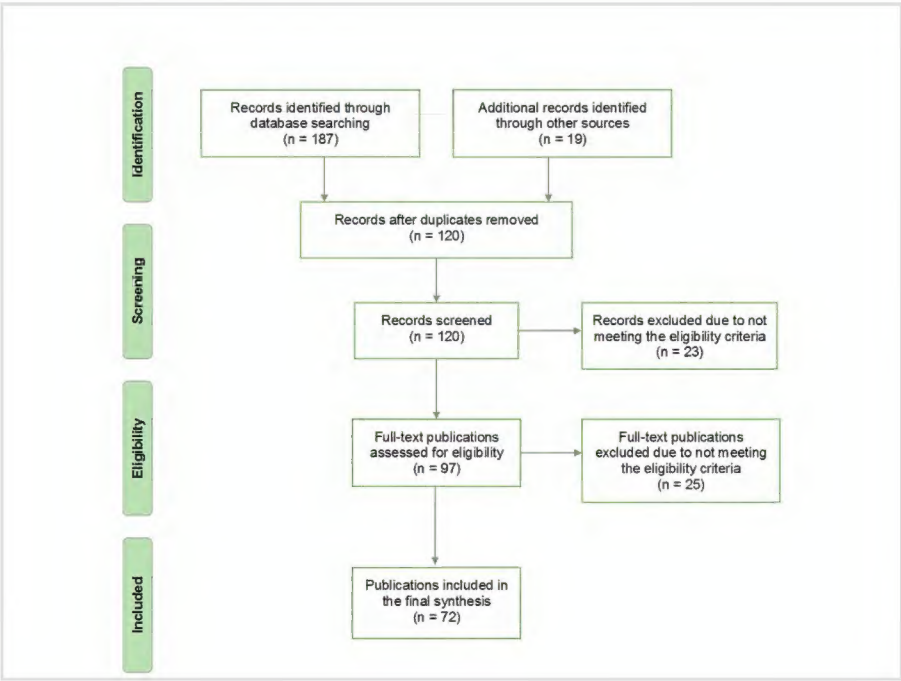 Identification
Records identified through
database searching
(n = 187)
Additional records identified
through other sources
(n = 19)
Records after duplicates removed
(n = 120)
Screening
Records screened
(n = 120)
Records excluded due to not
meeting the eligibility criteria
(n = 23)
Eligibility
Full-text publications
assessed for eligibility
(n = 97)
Full-text publications
excluded due to not meeting
the eligibility criteria
(n = 25)
Included
Publications included in
the final synthesis
(n = 72)